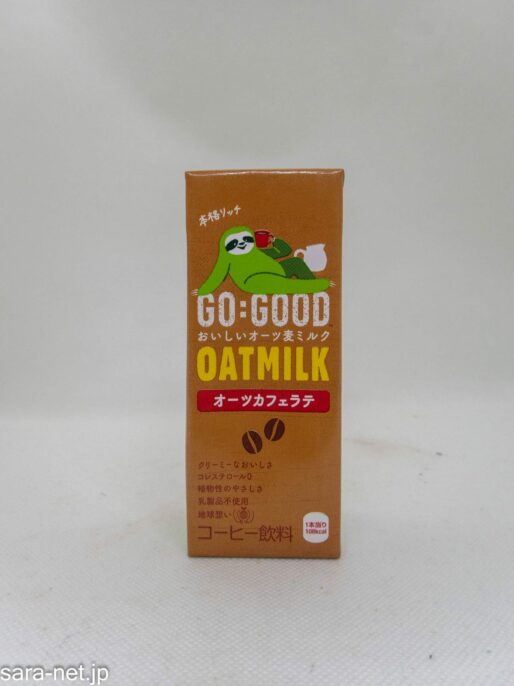 本格リッチ
GO:GOOD
おいしいオーツ麦ミルク
OATMILK
オーツカフェラテ
クリーミーなおいしさ
コレステロール0
植物性のやさしさ
乳製品不使用
地球想い
コーヒー飲料
1本当り
108kcal
sara-net.jp